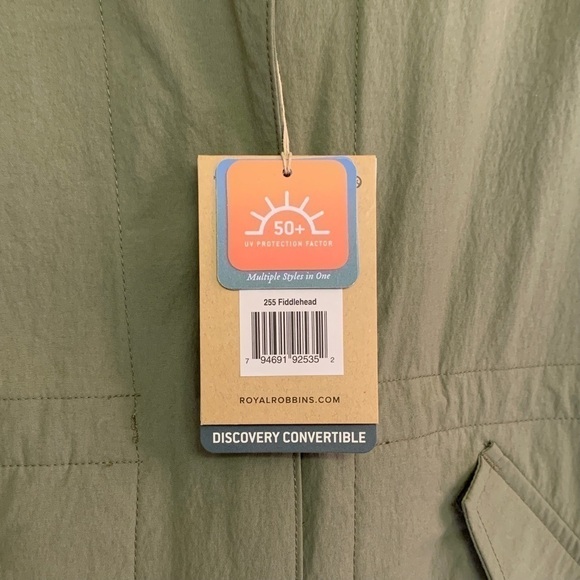 50+
UV PROTECTION FACTOR
Multiple Styles in One
255 Fiddlehead
7 94691 92535 2
ROYALROBBINS.COM
DISCOVERY CONVERTIBLE